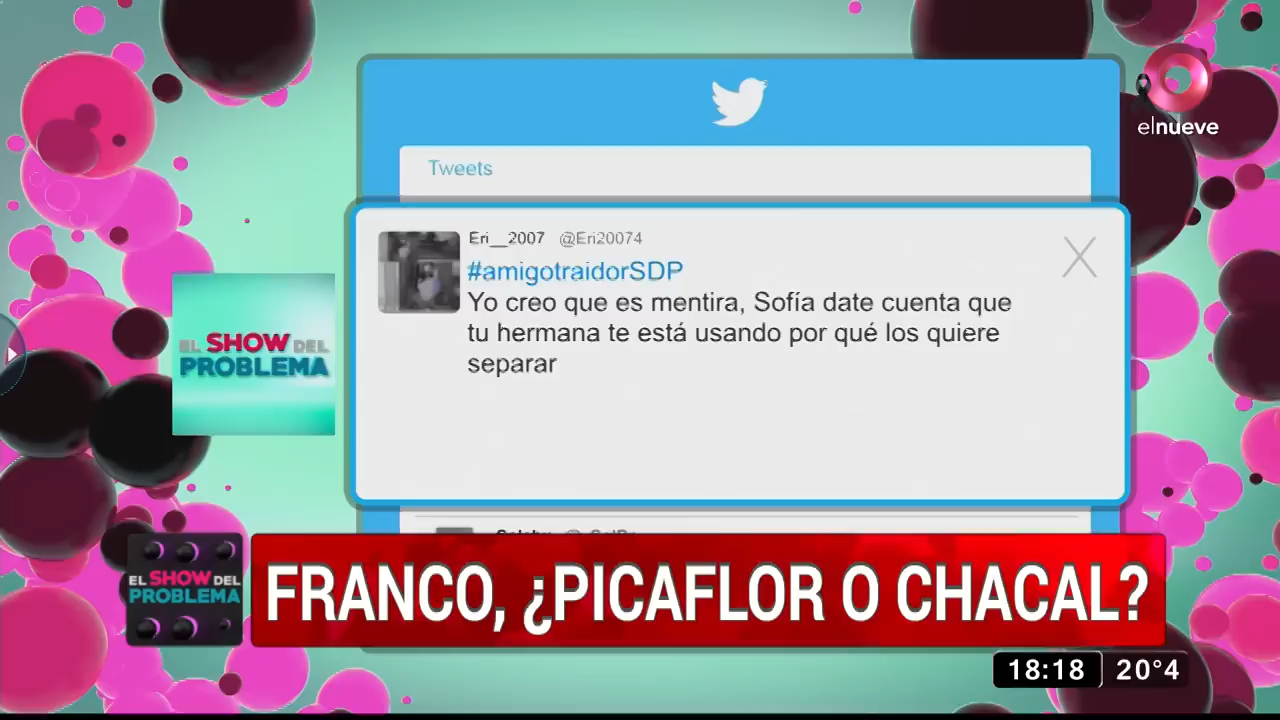 elnueve
Tweets
Eri__2007 @Eri20074
#amigotraidorSDP
Yo creo que es mentira, Sofía date cuenta que
tu hermana te está usando por qué los quiere
separar
EL SHOW DEL
PROBLEMA
EL SHOW DEL
PROBLEMA
FRANCO, ¿PICAFLOR O CHACAL?
18:18 20°4